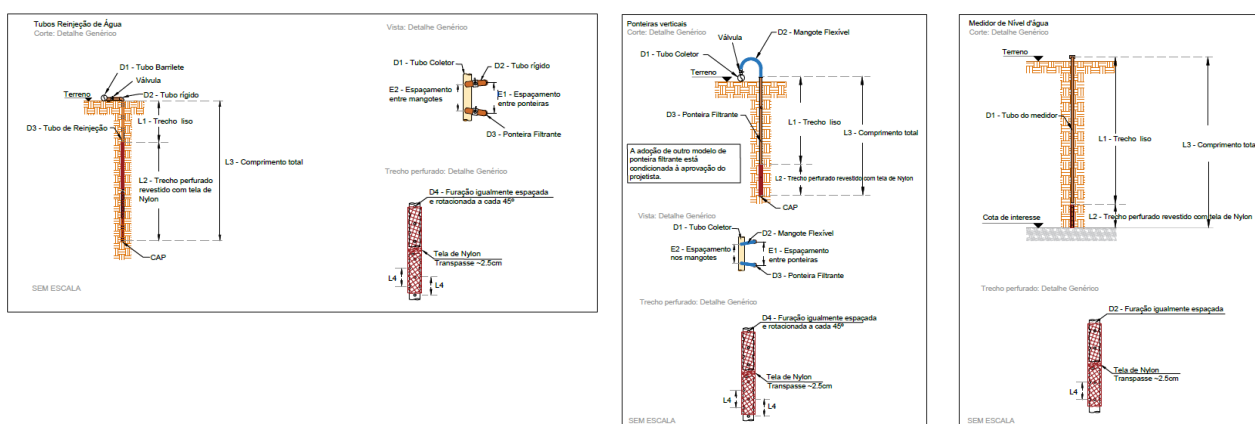 Tubos Reinjeção de Água
Corte: Detalhe Genérico
D1 - Tubo Barrilete
Válvula
Terreno
D2 - Tubo rígido
L1 - Trecho liso
D3 - Tubo de Reinjeção
L3 - Comprimento total
L2 - Trecho perfurado
revestido com tela de
Nylon
CAP
SEM ESCALA
Vista: Detalhe Genérico
D1 - Tubo Coletor
D2 - Tubo rígido
E2 - Espaçamento
entre mangotes
E1 - Espaçamento
entre ponteiras
D3 - Ponteira Filtrante
Trecho perfurado: Detalhe Genérico
D4 - Furação igualmente espaçada
e rotacionada a cada 45º
Tela de Nylon
Transpasse ~2.5cm
L4
L4
Ponteiras verticais
Corte: Detalhe Genérico
D2 - Mangote Flexível
Válvula
D1 - Tubo Coletor
Terreno
D3 - Ponteira Filtrante
L1 - Trecho liso
L3 - Comprimento total
A adoção de outro modelo de
ponteira filtrante está
condicionada à aprovação do
projetista.
L2 - Trecho perfurado revestido com tela de Nylon
CAP
Vista: Detalhe Genérico
D1 - Tubo Coletor
D2 - Mangote Flexível
E2 - Espaçamento
nos mangotes
E1 - Espaçamento
entre ponteiras
D3 - Ponteira Filtrante
Trecho perfurado: Detalhe Genérico
D4 - Furação igualmente espaçada
e rotacionada a cada 45º
Tela de Nylon
Transpasse ~2.5cm
L4
L4
SEM ESCALA
Medidor de Nível d'água
Corte: Detalhe Genérico
Terreno
D1 - Tubo do medidor
L1 - Trecho liso
L3 - Comprimento total
L2 - Trecho perfurado revestido com tela de Nylon
Cota de interesse
Trecho perfurado: Detalhe Genérico
D2 - Furação igualmente espaçada
Tela de Nylon
Transpasse ~2.5cm
L4
SEM ESCALA